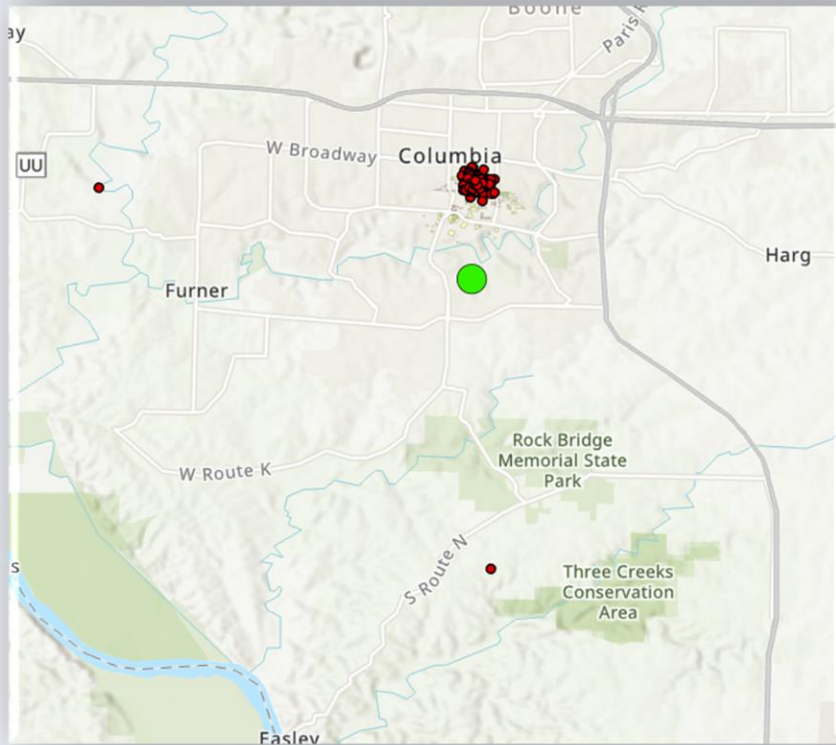 Boone
ay
Paris R
W Broadway
Columbia
UU
Harg
Furner
Rock Bridge
Memorial State
Park
W Route K
s
S Route N
Three Creeks
Conservation
Area
Easley